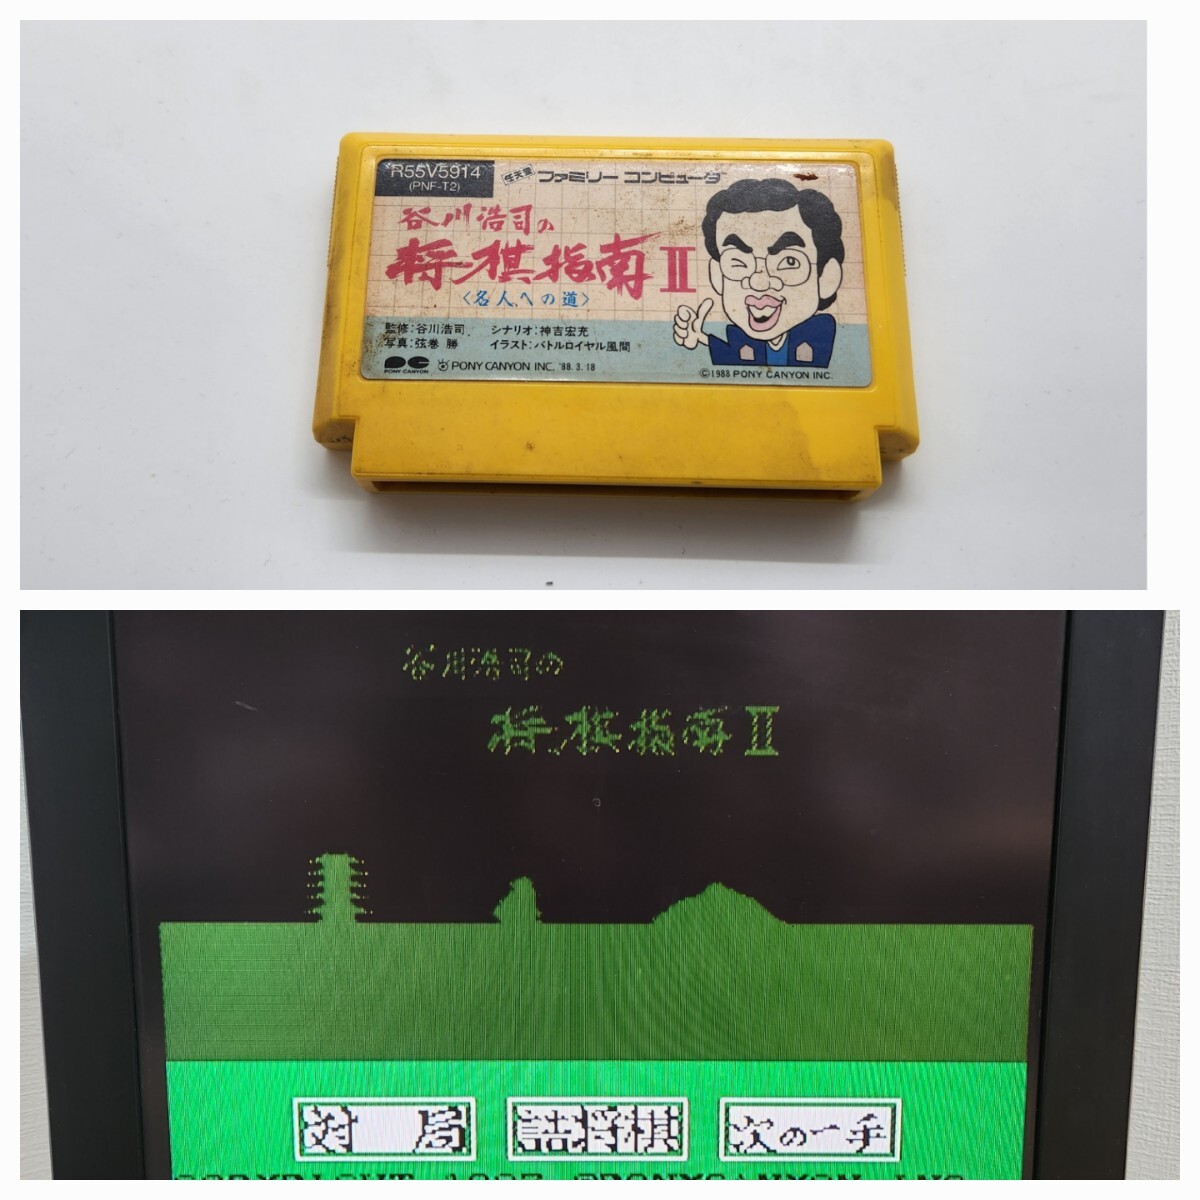 R55V5914
(PNF-T2)
任天堂 ファミリー コンピュータ
谷川浩司の
将棋指南Ⅱ
〈名人への道〉
監修:谷川浩司 シナリオ:神吉宏充
写真:弦巻 勝 イラスト:バトルロイヤル風間
PONY CANYON
PONY CANYON INC. '88.3.18
©1988 PONY CANYON INC.
谷川浩司の
将棋指南Ⅱ
対局 詰将棋 次の一手